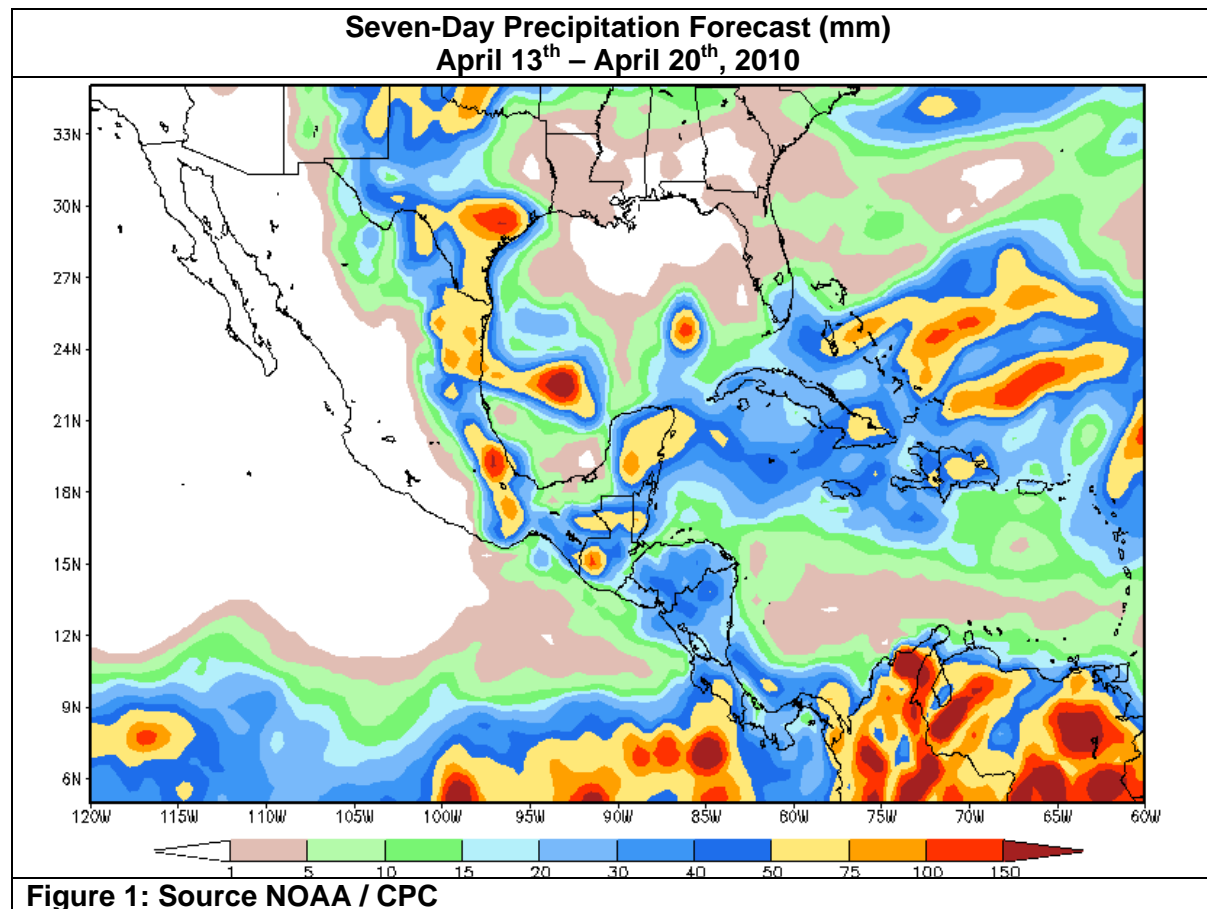 Seven-Day Precipitation Forecast (mm)
April 13th – April 20th, 2010
33N
30N
27N
24N
21N
18N
15N
12N
9N
6N
120W 115W 110W 105W 100W 95W 90W 85W 80W 75W 70W 65W 60W
1 5 10 15 20 30 40 50 75 100 150
Figure 1: Source NOAA / CPC